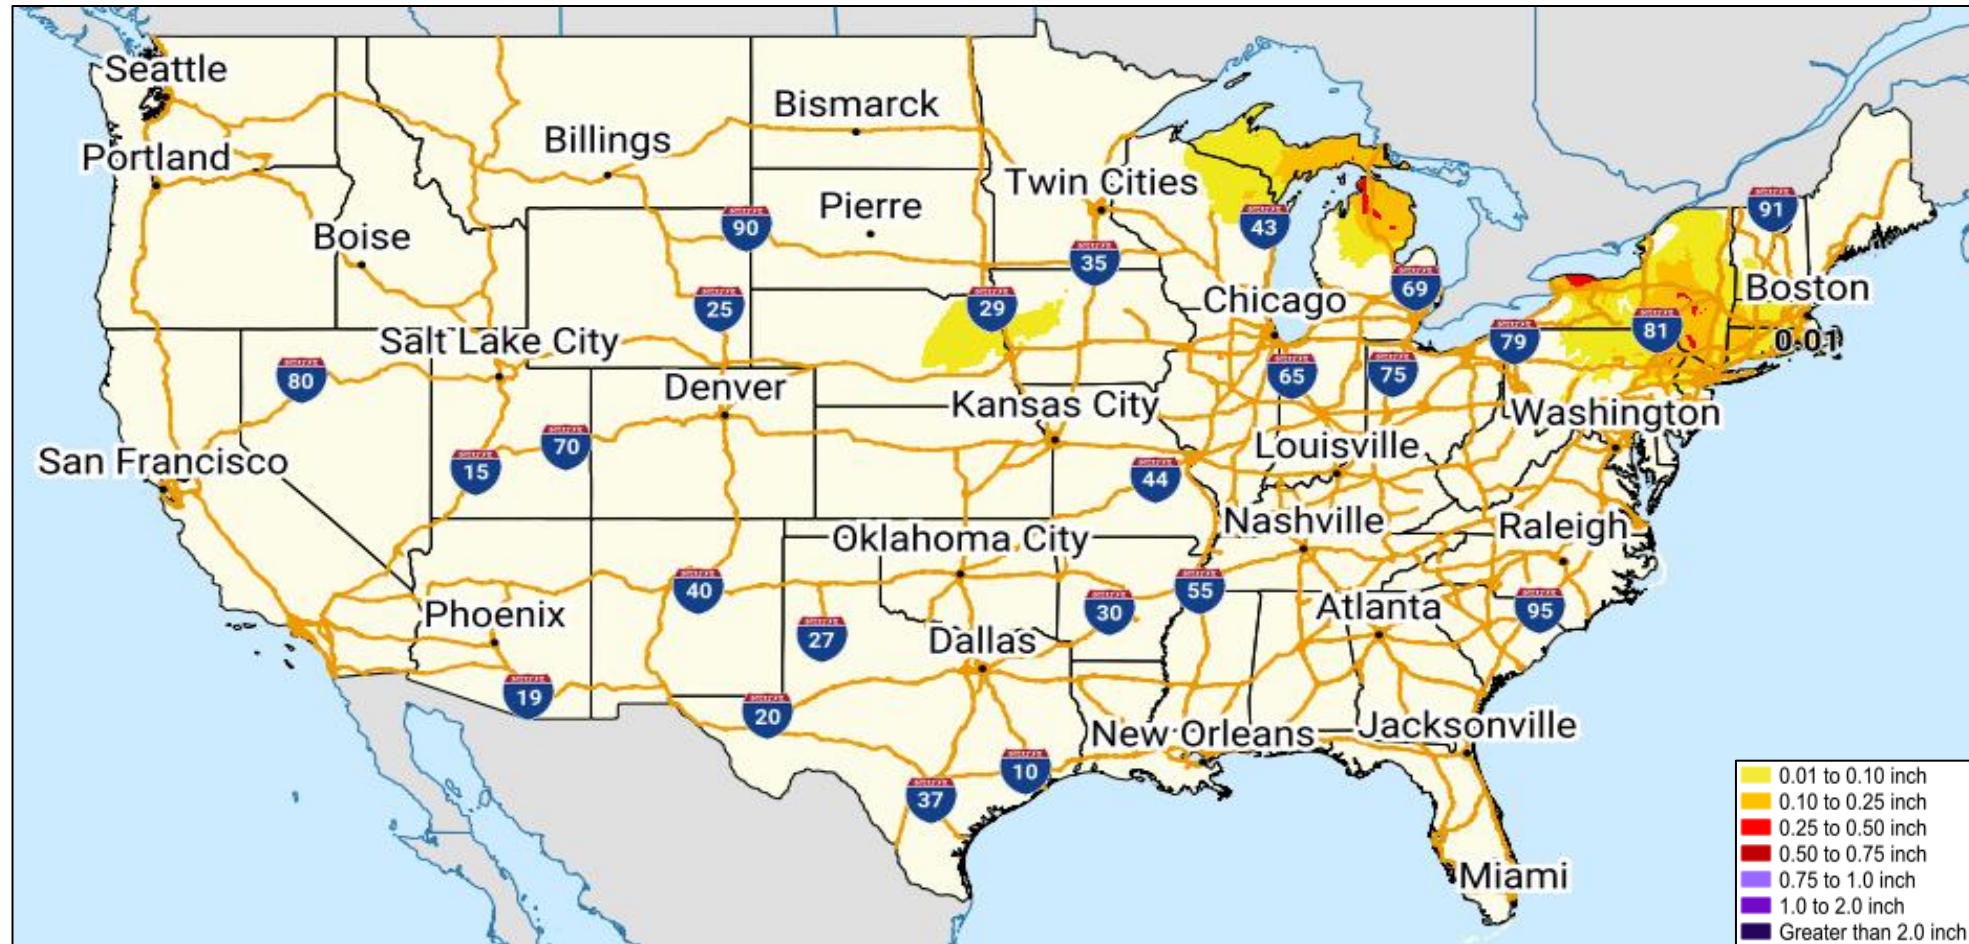 Seattle
Bismarck
Billings
Portland
Twin Cities
Pierre
91
90
43
Boise
35
69
Boston
Chicago
25
29
Salt Lake City
79
81
0.01
80
65
75
Denver
Kansas City
Washington
Louisville
70
San Francisco
15
44
Nashville
Raleigh
Oklahoma City
40
55
Phoenix
30
Atlanta
95
27
Dallas
19
20
New Orleans
Jacksonville
10
37
Miami
0.01 to 0.10 inch
0.10 to 0.25 inch
0.25 to 0.50 inch
0.50 to 0.75 inch
0.75 to 1.0 inch
1.0 to 2.0 inch
Greater than 2.0 inch